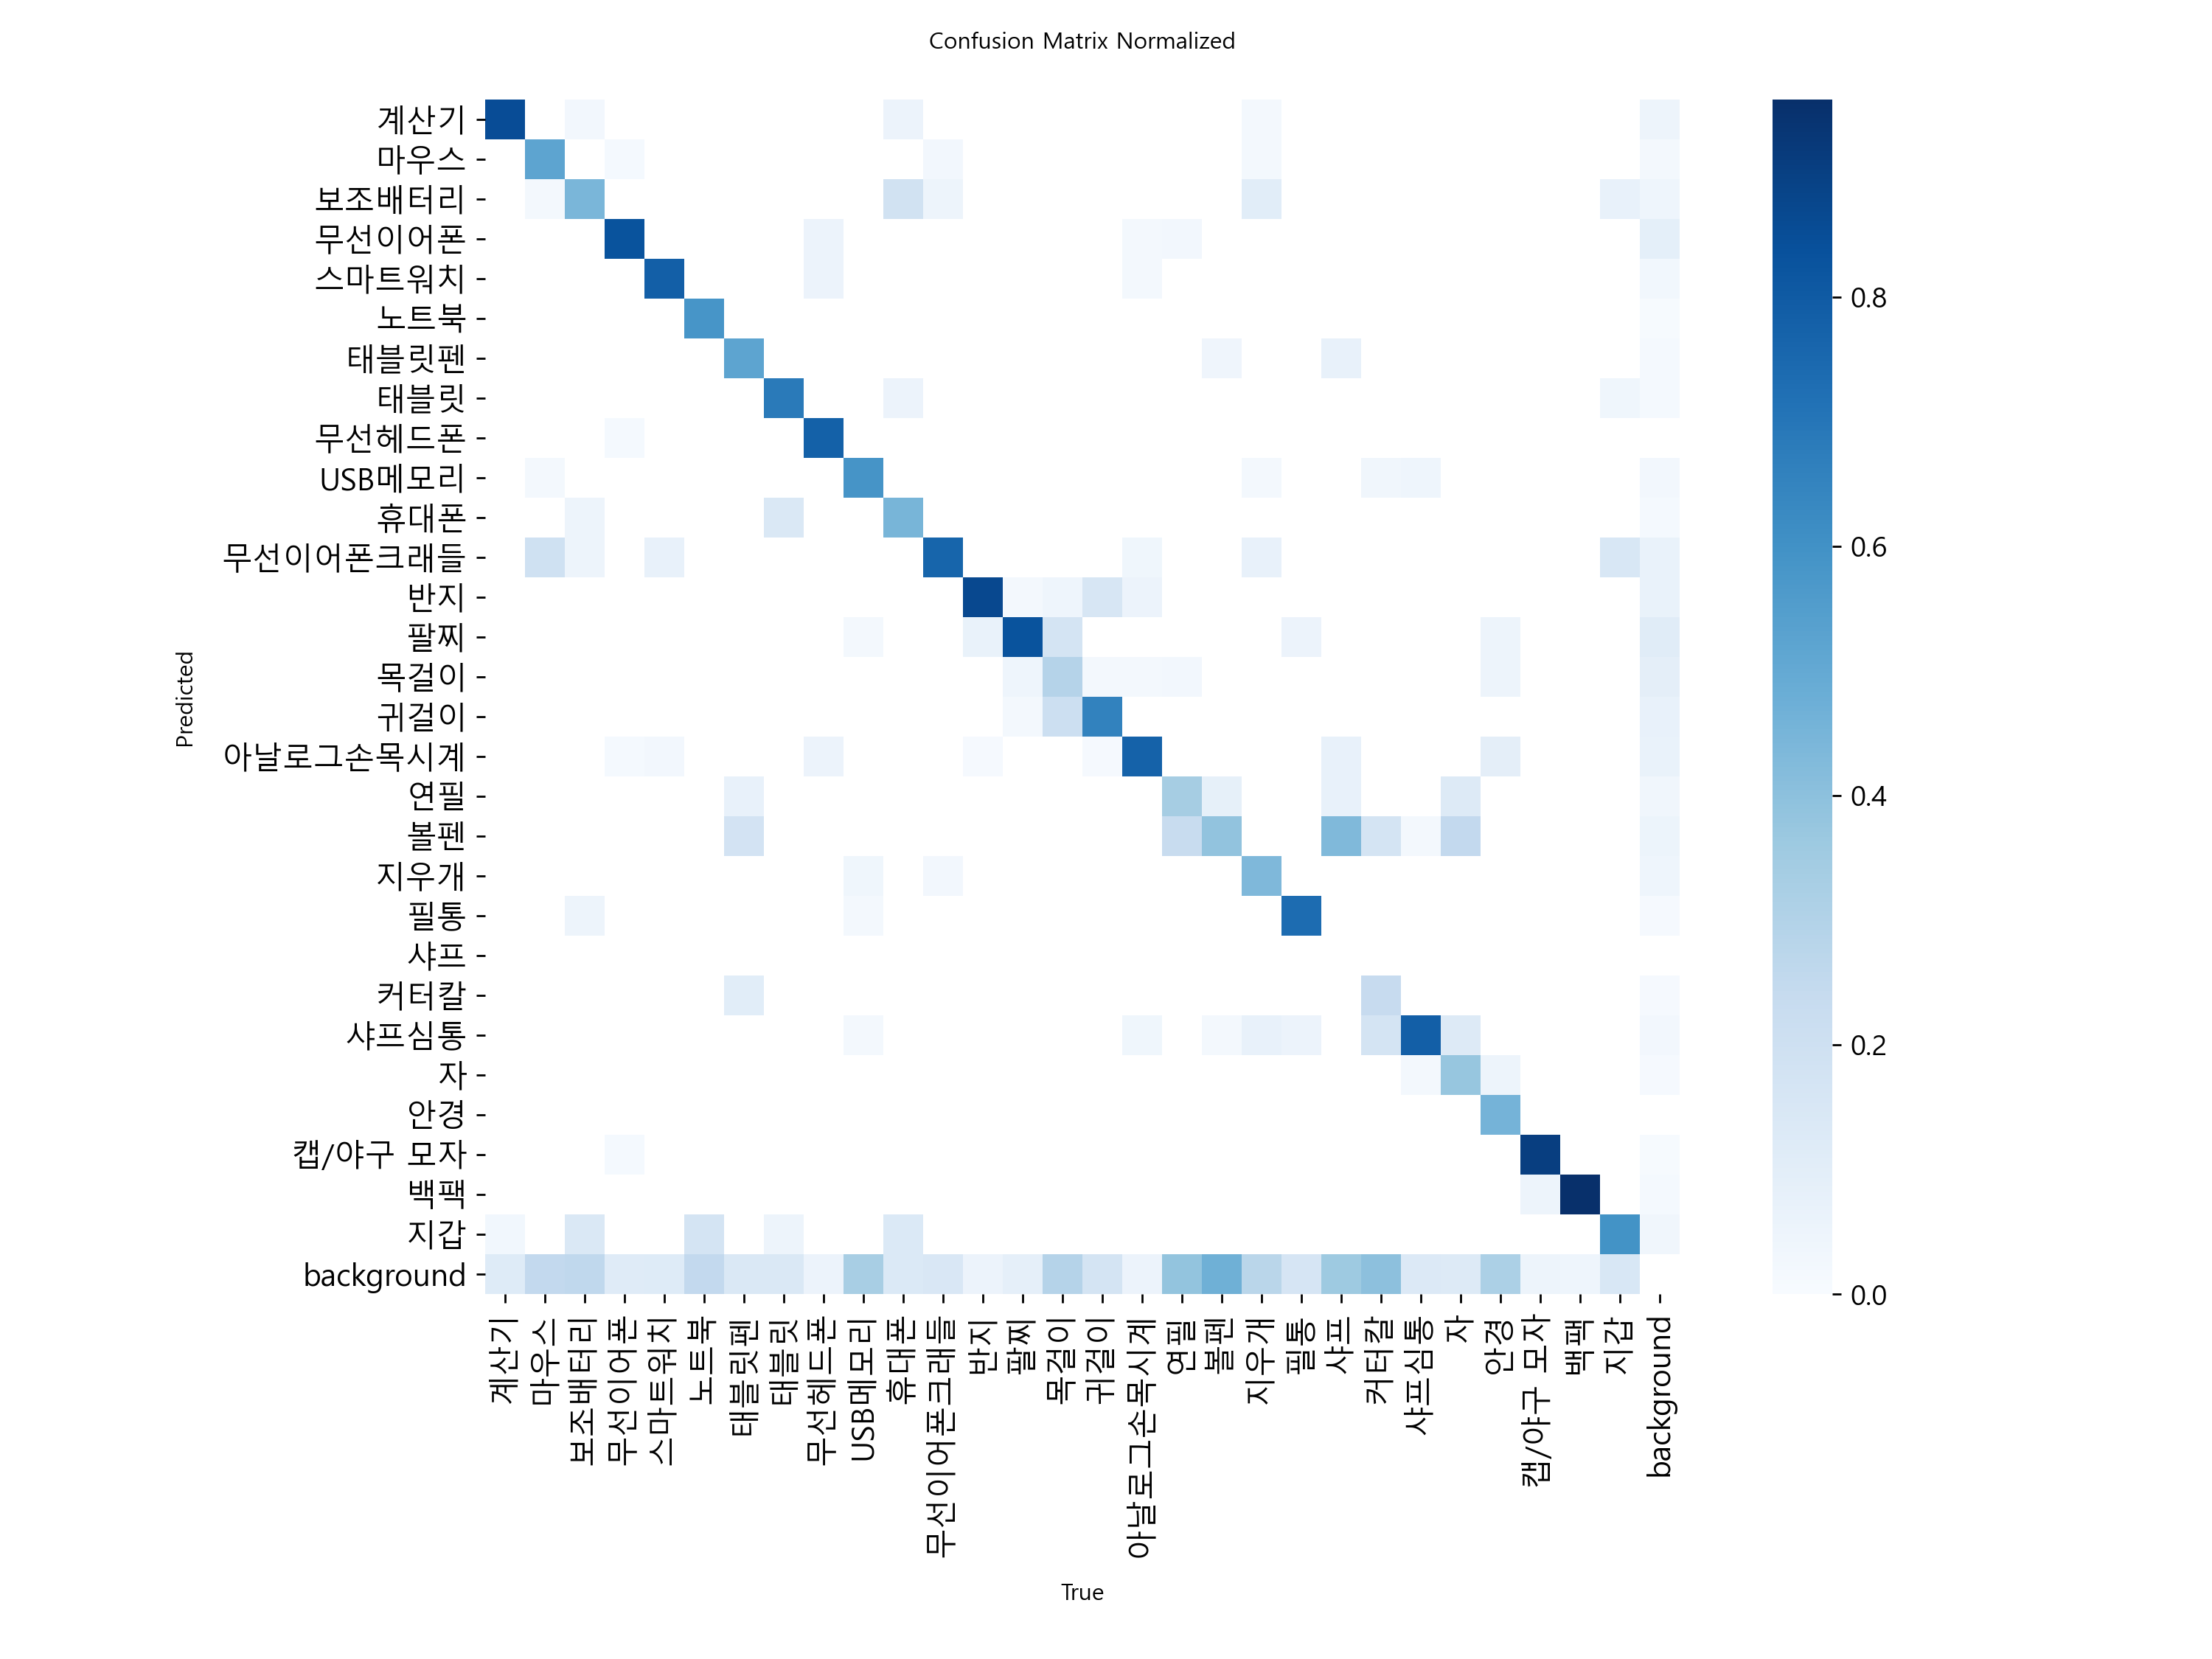 Confusion Matrix Normalized
계산기
마우스
보조배터리
무선이어폰
스마트워치
노트북
태블릿펜
태블릿
무선헤드폰
USB메모리
휴대폰
무선이어폰크래들
반지
팔찌
목걸이
귀걸이
아날로그손목시계
연필
볼펜
지우개
필통
샤프
커터칼
샤프심통
자
안경
캡/야구 모자
백팩
지갑
background
Predicted
계산기
마우스
보조배터리
무선이어폰
스마트워치
노트북
태블릿펜
태블릿
무선헤드폰
USB메모리
휴대폰
무선이어폰크래들
반지
팔찌
목걸이
귀걸이
아날로그손목시계
연필
볼펜
지우개
필통
샤프
커터칼
샤프심통
자
안경
캡/야구 모자
백팩
지갑
background
True
0.8
0.6
0.4
0.2
0.0